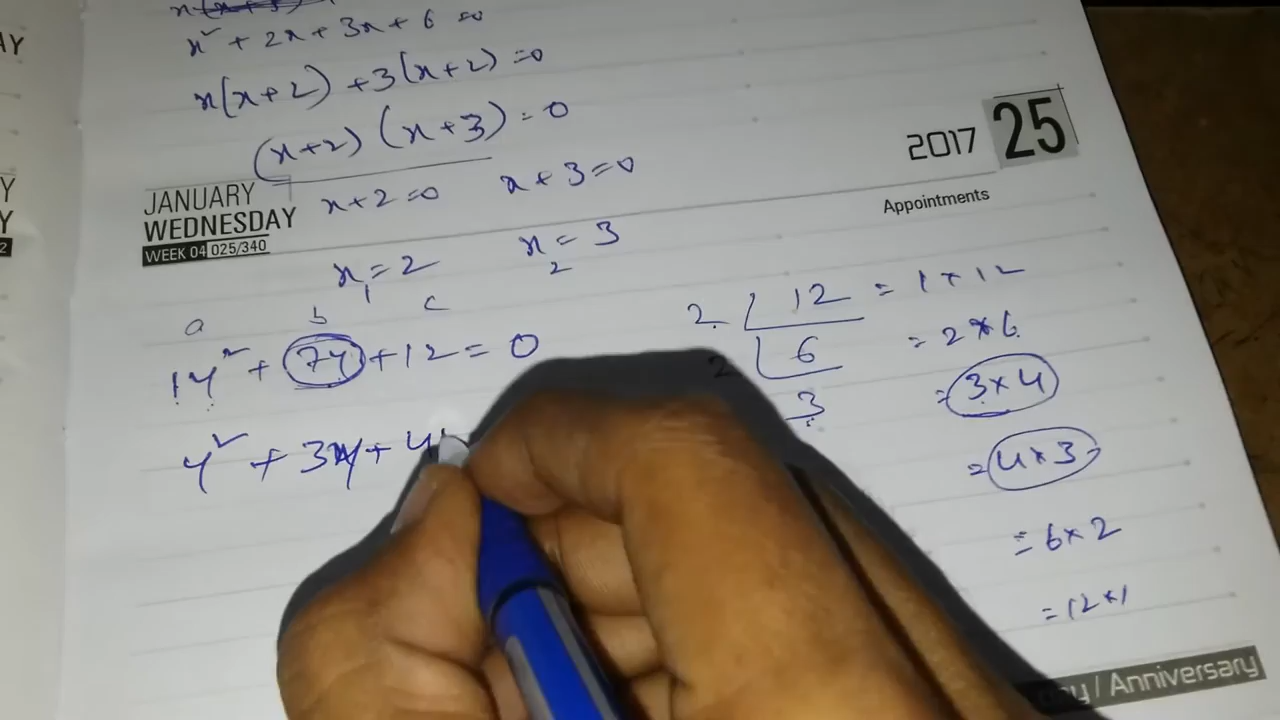 x² + 2x + 3x + 6 = 0
x(x+2) + 3(x+2) = 0
(x+2) (x+3) = 0
2017 25
JANUARY
WEDNESDAY
WEEK 04 025/340
Appointments
x+2=0 x+3=0
x₁ = 2 x₂ = 3
a b c
1y² + 7y + 12 = 0
y² + 3y + 4
2 12 = 1 × 12
2 6 = 2 × 6
3 = 3 × 4
= 4 × 3
= 6 × 2
= 12 × 1
/ Anniversary